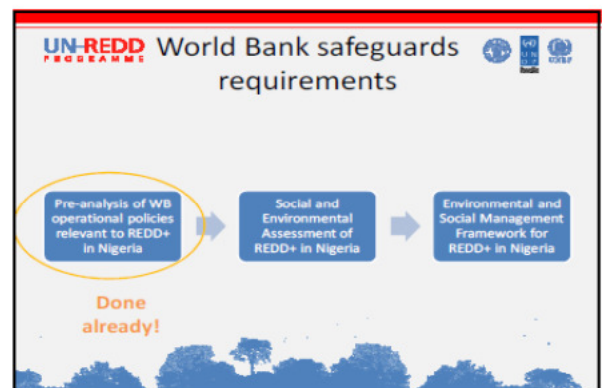 UN-REDD
PROGRAMME
World Bank safeguards
requirements
Pre-analysis of WB
operational policies
relevant to REDD+
in Nigeria
Social and
Environmental
Assessment of
REDD+ in Nigeria
Environmental and
Social Management
Framework for
REDD+ in Nigeria
Done
already!